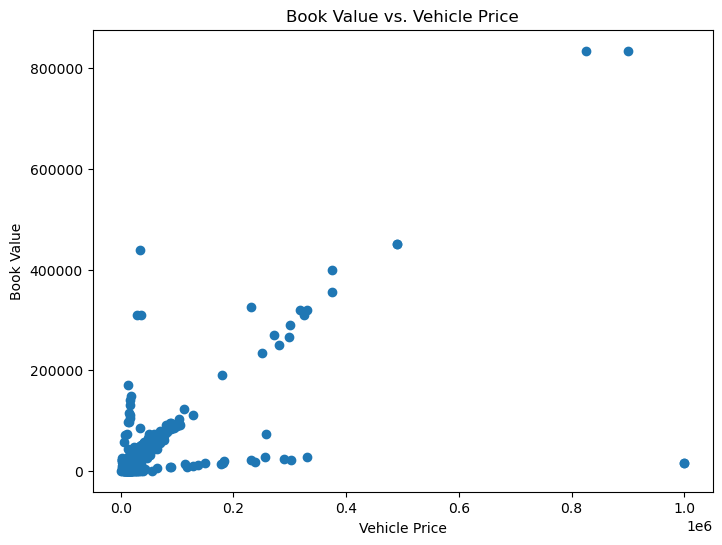 Book Value vs. Vehicle Price
Book Value
800000
600000
400000
200000
0
0.0 0.2 0.4 0.6 0.8 1.0
1e6
Vehicle Price